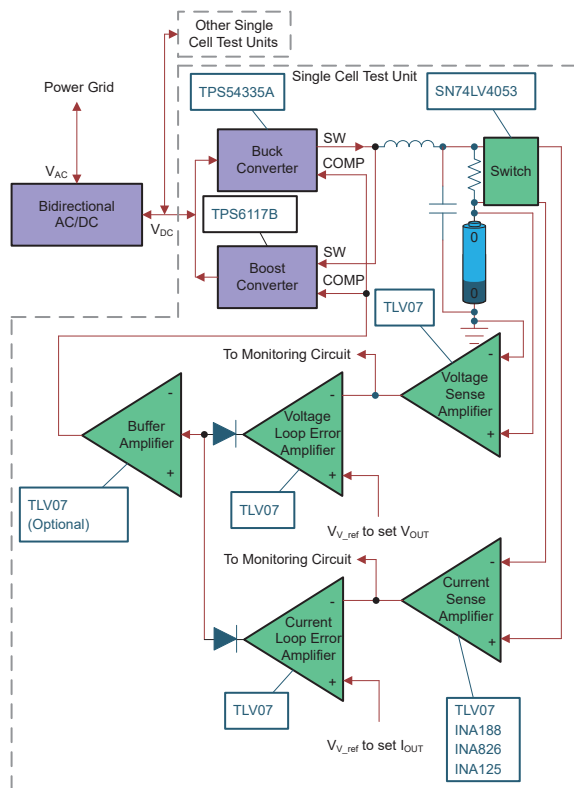 Other Single
Cell Test Units
Single Cell Test Unit
Power Grid
TPS54335A
SN74LV4053
SW
Buck
Converter
COMP
Switch
VAC
Bidirectional
AC/DC
VDC
TPS6117B
0
SW
Boost
Converter
COMP
0
TLV07
To Monitoring Circuit
-
Voltage
Sense
Amplifier
+
-
Buffer
Amplifier
+
-
Voltage
Loop Error
Amplifier
+
TLV07
(Optional)
TLV07
VV_ref to set VOUT
To Monitoring Circuit
-
Current
Sense
Amplifier
+
-
Current
Loop Error
Amplifier
+
TLV07
TLV07
INA188
INA826
INA125
VV_ref to set IOUT